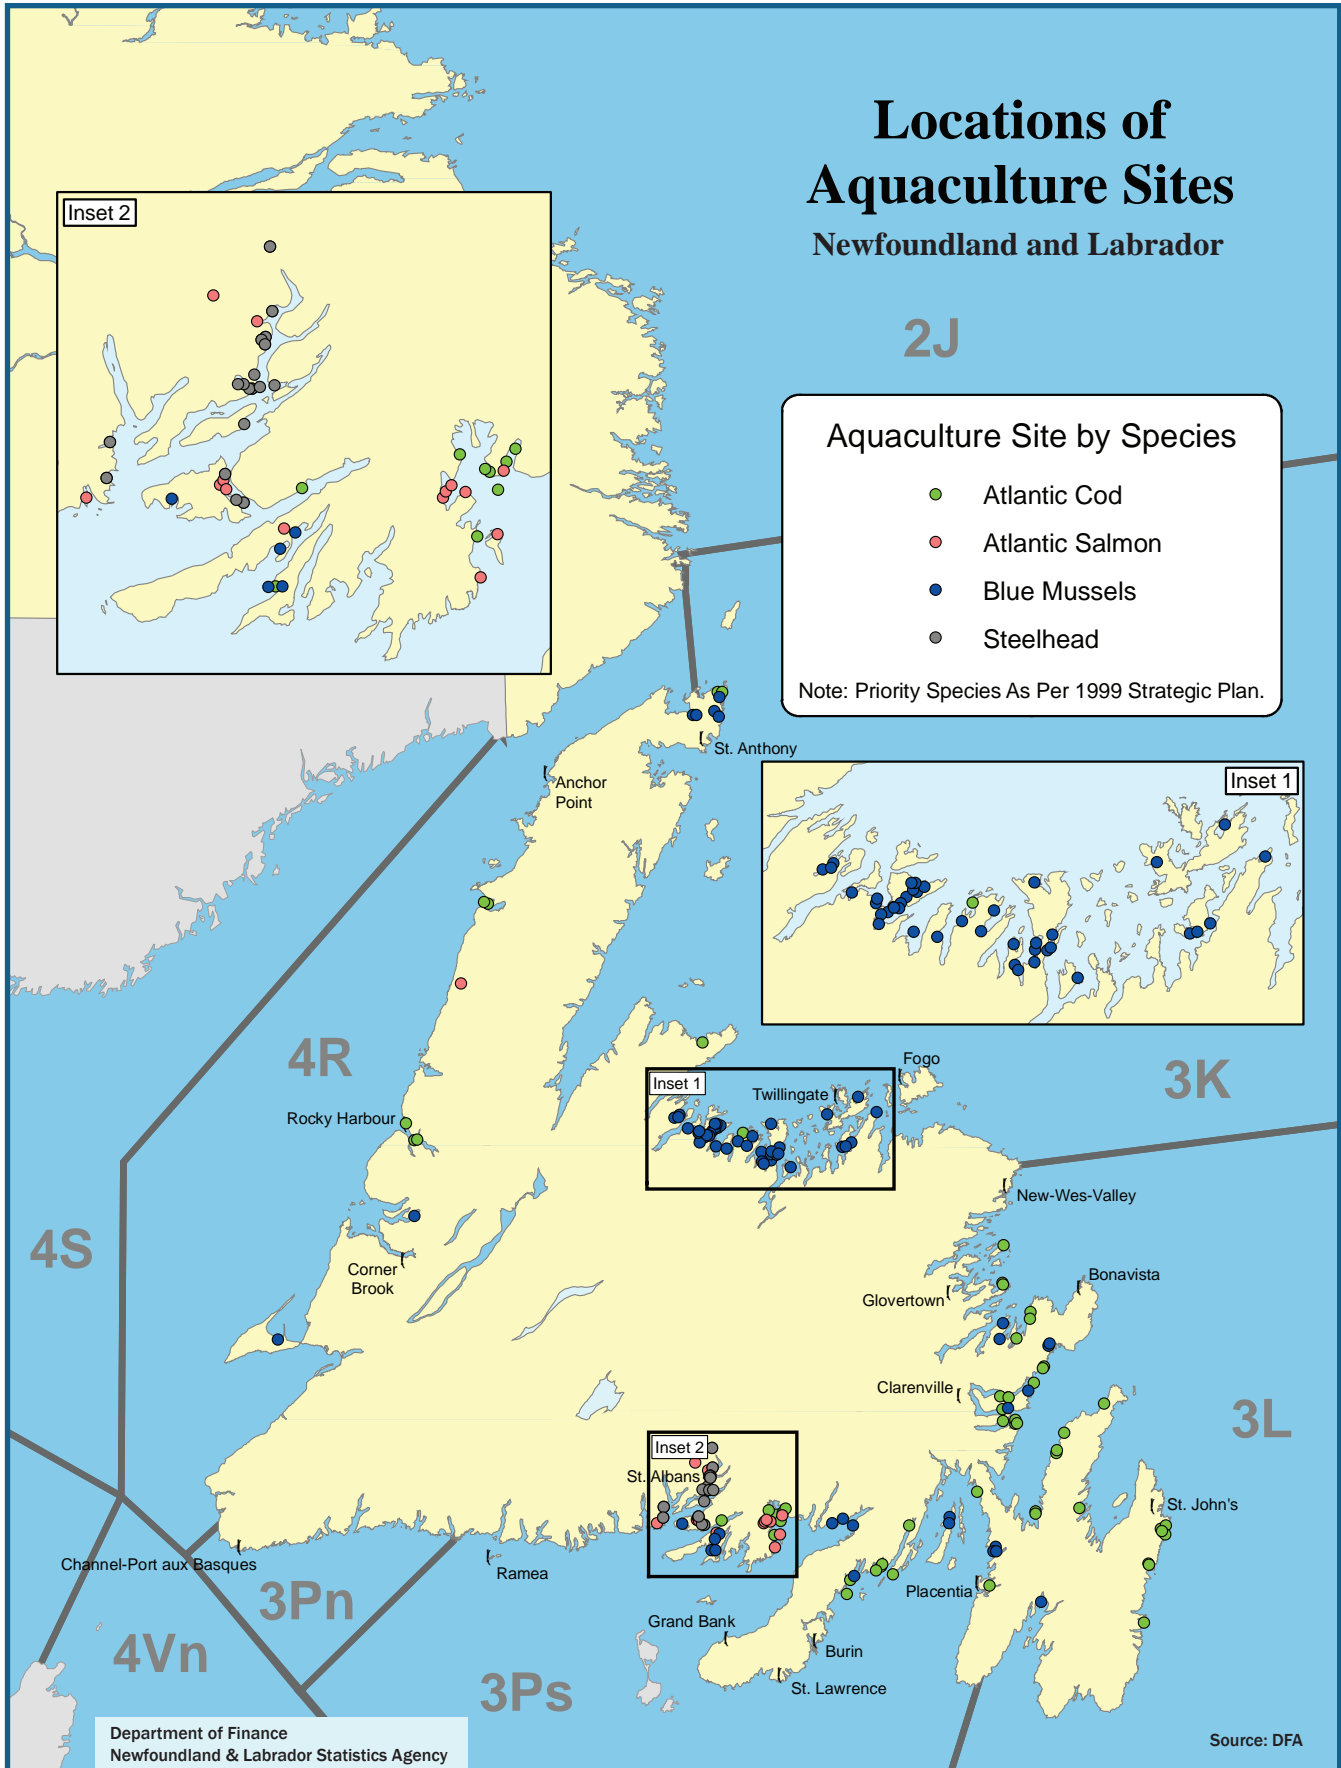 Locations of
Aquaculture Sites
Newfoundland and Labrador
Inset 2
2J
Aquaculture Site by Species
Atlantic Cod
Atlantic Salmon
Blue Mussels
Steelhead
Note: Priority Species As Per 1999 Strategic Plan.
St. Anthony
Anchor
Point
Inset 1
4R
3K
Fogo
Inset 1
Twillingate
Rocky Harbour
New-Wes-Valley
4S
Corner
Brook
Bonavista
Glovertown
Clarenville
3L
Inset 2
St. Albans
St. John's
Channel-Port aux Basques
Ramea
3Pn
Placentia
Grand Bank
4Vn
Burin
3Ps
St. Lawrence
Department of Finance
Newfoundland & Labrador Statistics Agency
Source: DFA